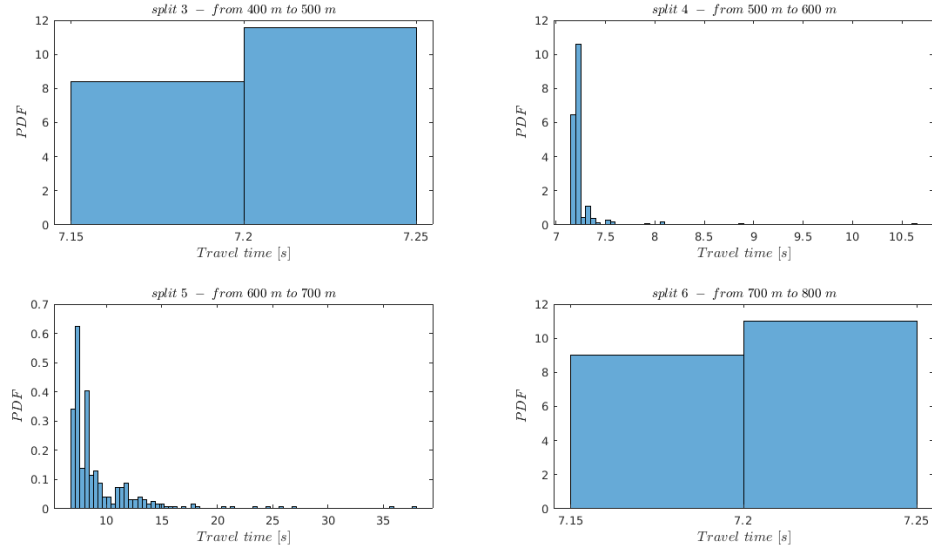 split 3 − from 400 m to 500 m
12
10
8
6
4
2
0
PDF
7.15 7.2 7.25
Travel time [s]
split 4 − from 500 m to 600 m
12
10
8
6
4
2
0
PDF
7 7.5 8 8.5 9 9.5 10 10.5
Travel time [s]
split 5 − from 600 m to 700 m
0.7
0.6
0.5
0.4
0.3
0.2
0.1
0
PDF
10 15 20 25 30 35
Travel time [s]
split 6 − from 700 m to 800 m
12
10
8
6
4
2
0
PDF
7.15 7.2 7.25
Travel time [s]